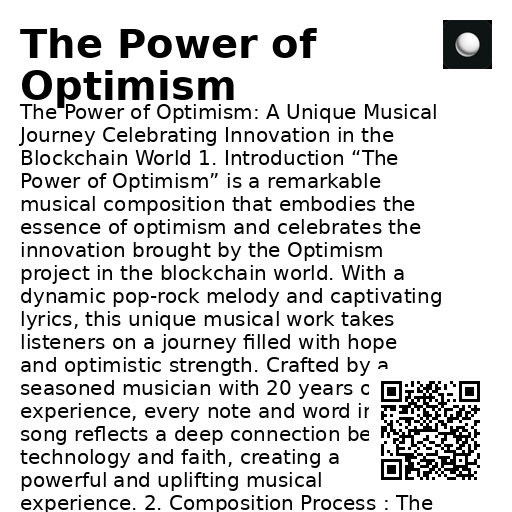 The Power of
Optimism
The Power of Optimism: A Unique Musical
Journey Celebrating Innovation in the
Blockchain World 1. Introduction “The
Power of Optimism” is a remarkable
musical composition that embodies the
essence of optimism and celebrates the
innovation brought by the Optimism
project in the blockchain world. With a
dynamic pop-rock melody and captivating
lyrics, this unique musical work takes
listeners on a journey filled with hope
and optimistic strength. Crafted by a
seasoned musician with 20 years
experience, every note and word
song reflects a deep connection
technology and faith, creating a
powerful and uplifting musical
experience. 2. Composition Process : The